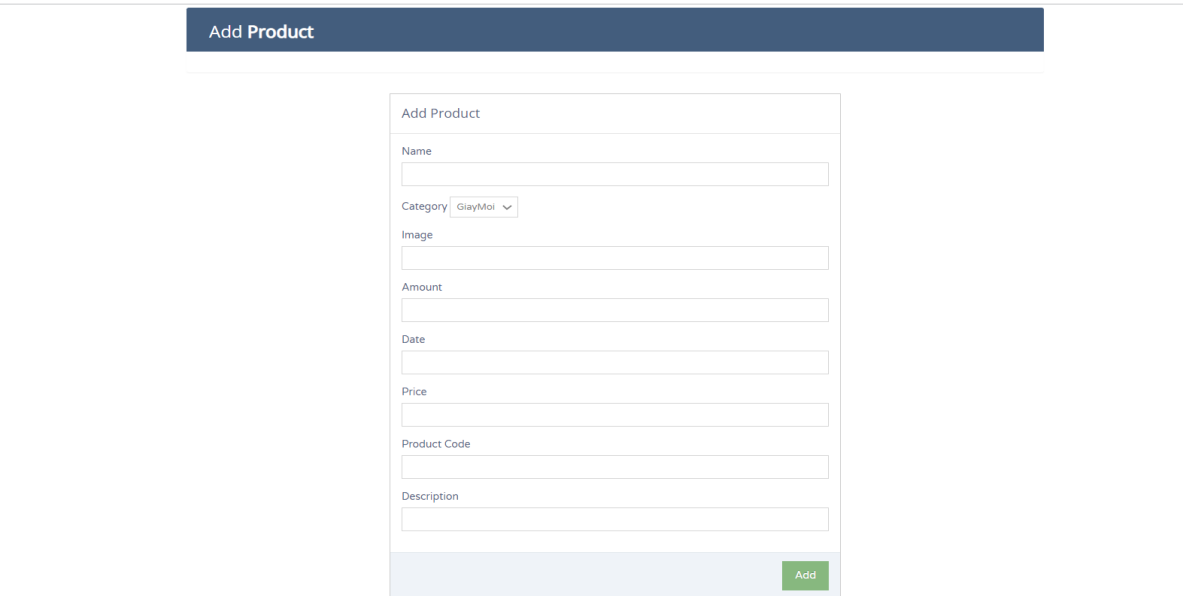 Add Product
Add Product
Name
Category GiayMoi
Image
Amount
Date
Price
Product Code
Description
Add